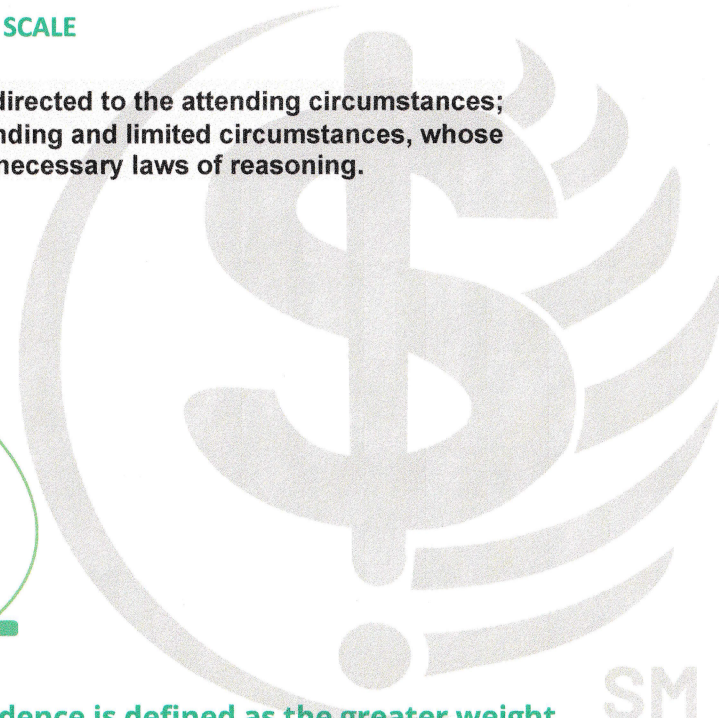 SCALE
directed to the attending circumstances;
nding and limited circumstances, whose
necessary laws of reasoning.
dence is defined as the greater weight
SM